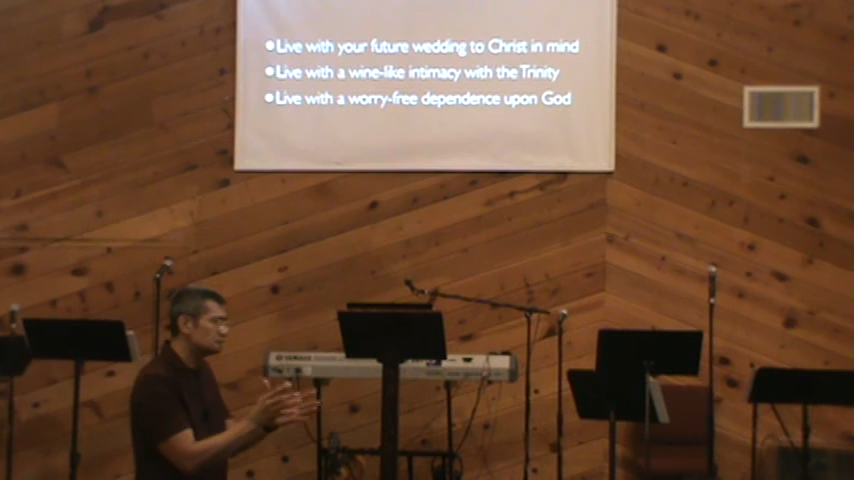 • Live with your future wedding to Christ in mind
• Live with a wine-like intimacy with the Trinity
• Live with a worry-free dependence upon God
YAMAHA